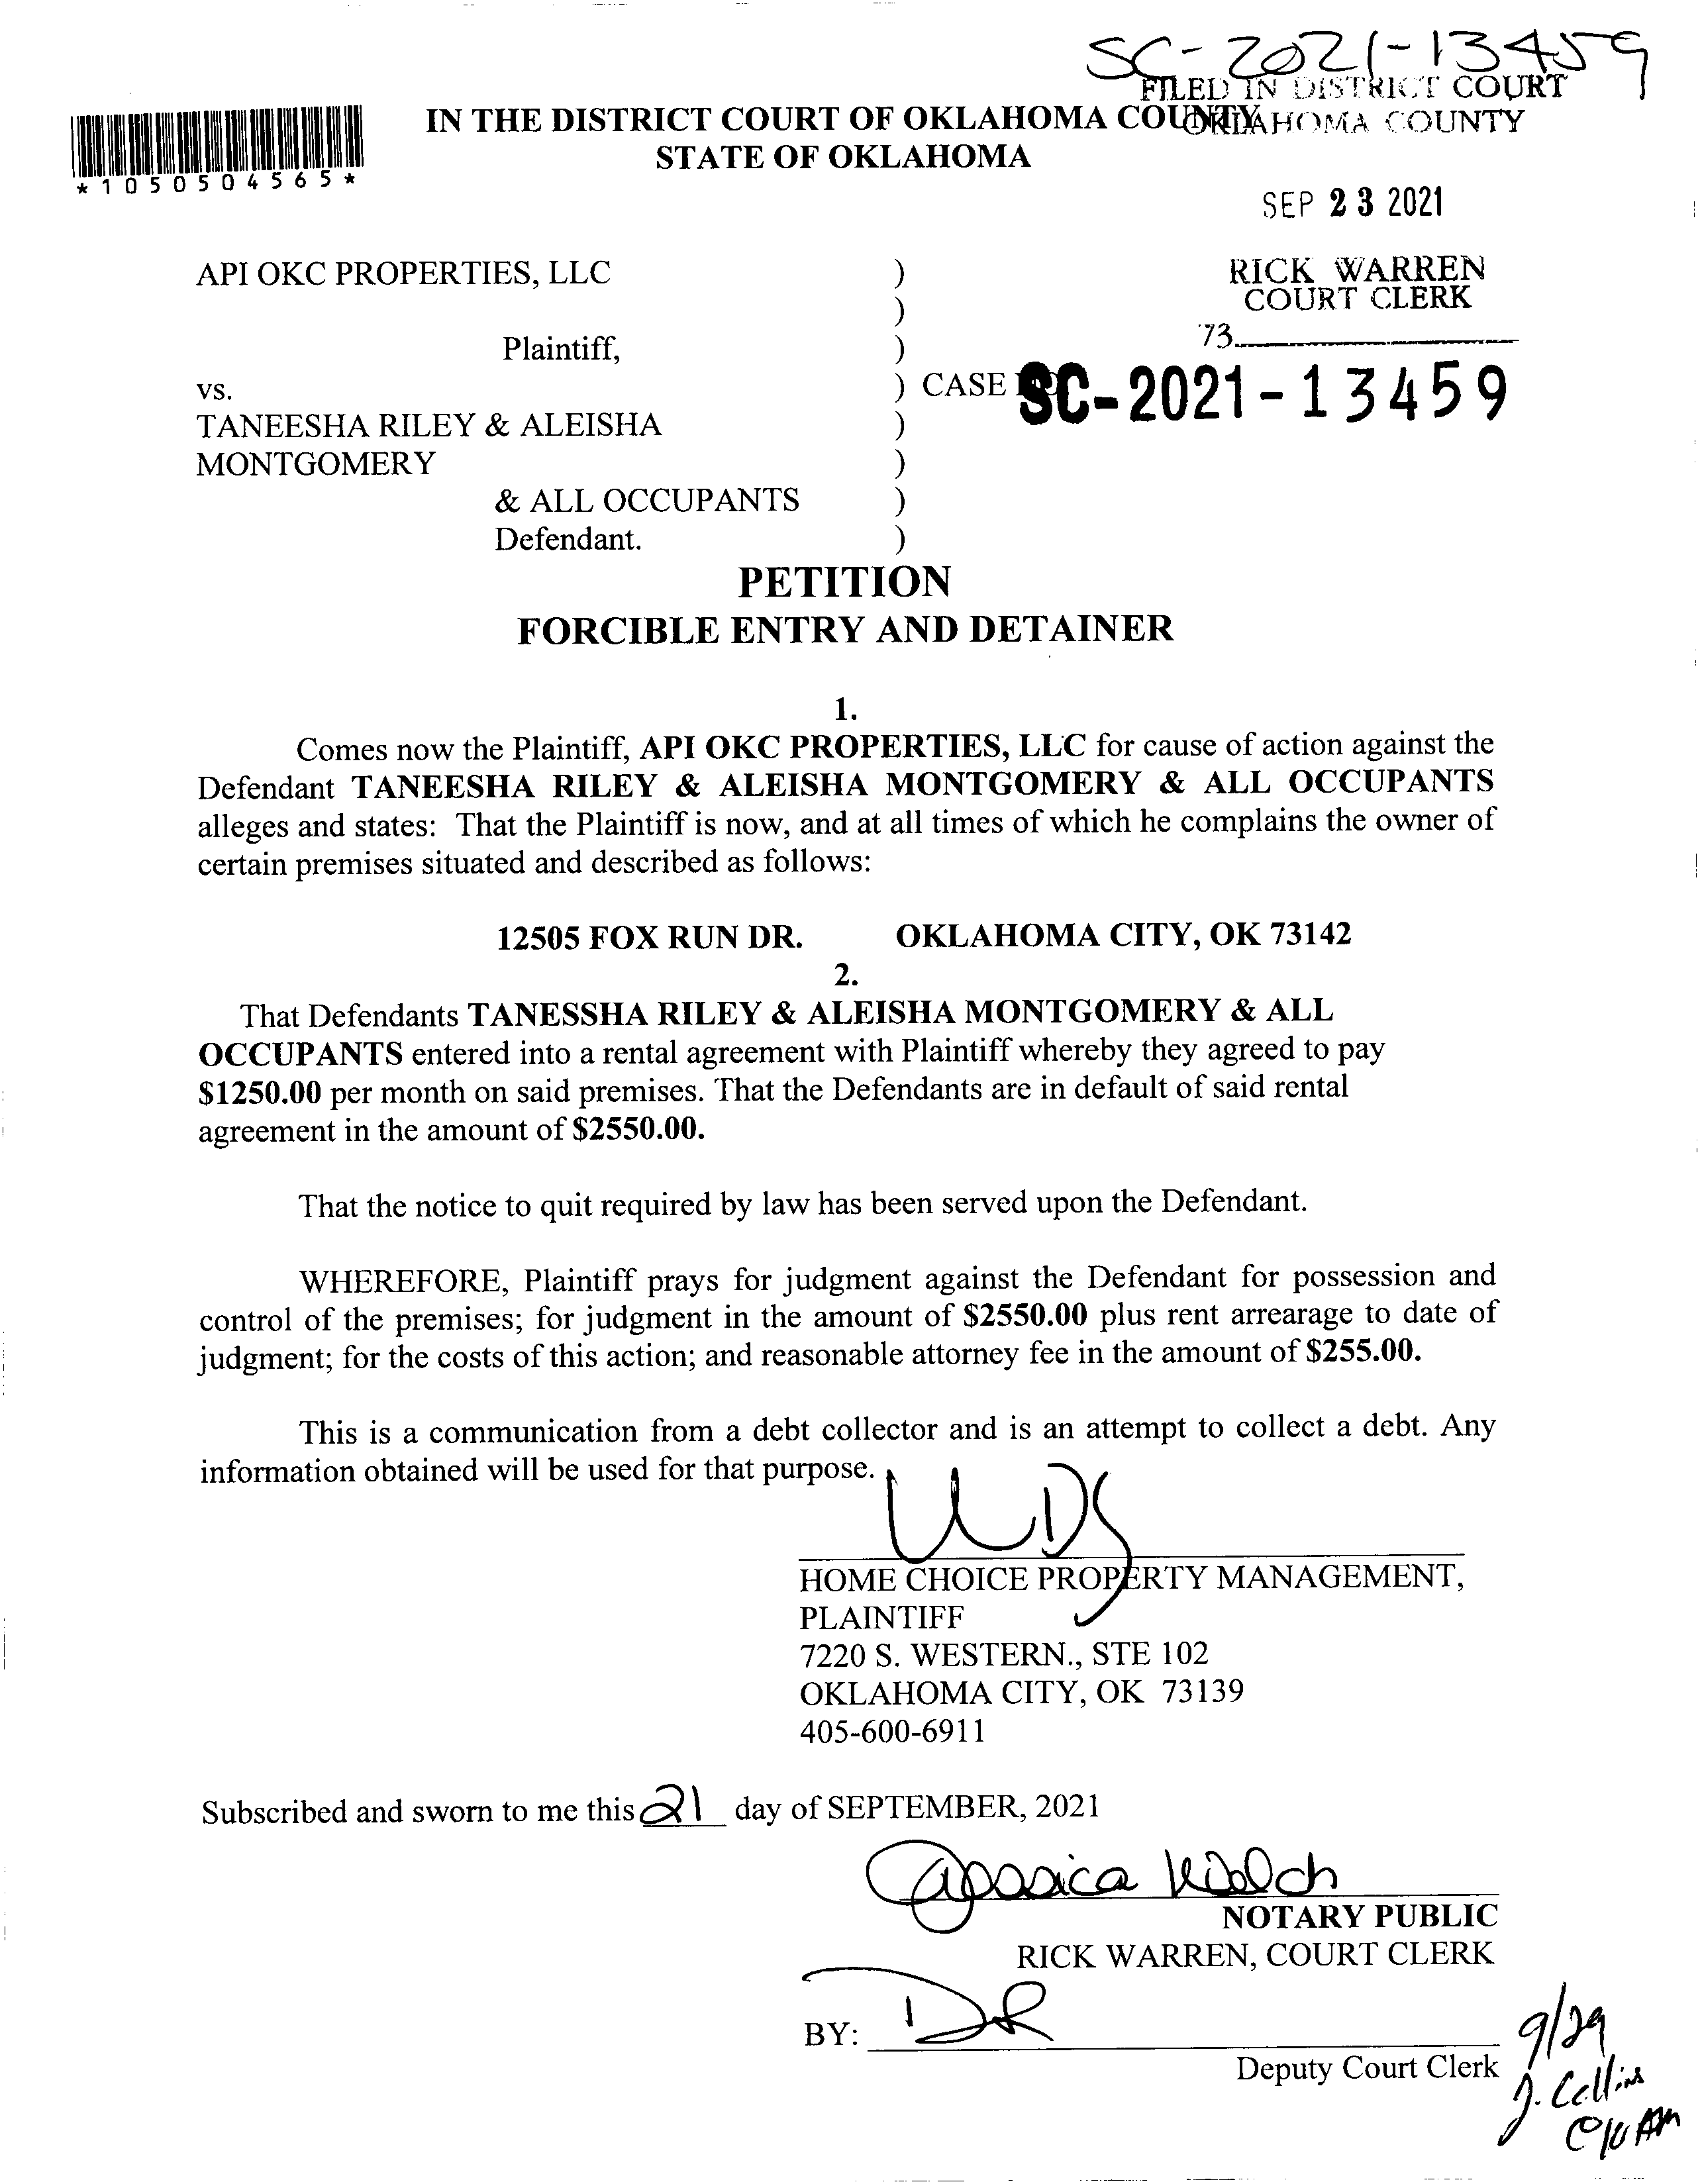 SC-2021-13459
FILED IN DISTRICT COURT
OKLAHOMA COUNTY
IN THE DISTRICT COURT OF OKLAHOMA COUNTY
STATE OF OKLAHOMA
*1050504565*
SEP 23 2021
RICK WARREN
COURT CLERK
73
API OKC PROPERTIES, LLC )
)
Plaintiff, )
vs. ) CASE SC-2021-13459
TANEESHA RILEY & ALEISHA )
MONTGOMERY )
& ALL OCCUPANTS )
Defendant. )
PETITION
FORCIBLE ENTRY AND DETAINER
1.
Comes now the Plaintiff, API OKC PROPERTIES, LLC for cause of action against the
Defendant TANEESHA RILEY & ALEISHA MONTGOMERY & ALL OCCUPANTS
alleges and states: That the Plaintiff is now, and at all times of which he complains the owner of
certain premises situated and described as follows:
12505 FOX RUN DR. OKLAHOMA CITY, OK 73142
2.
That Defendants TANESSHA RILEY & ALEISHA MONTGOMERY & ALL
OCCUPANTS entered into a rental agreement with Plaintiff whereby they agreed to pay
$1250.00 per month on said premises. That the Defendants are in default of said rental
agreement in the amount of $2550.00.
That the notice to quit required by law has been served upon the Defendant.
WHEREFORE, Plaintiff prays for judgment against the Defendant for possession and
control of the premises; for judgment in the amount of $2550.00 plus rent arrearage to date of
judgment; for the costs of this action; and reasonable attorney fee in the amount of $255.00.
This is a communication from a debt collector and is an attempt to collect a debt. Any
information obtained will be used for that purpose.
HOME CHOICE PROPERTY MANAGEMENT,
PLAINTIFF
7220 S. WESTERN., STE 102
OKLAHOMA CITY, OK 73139
405-600-6911
Subscribed and sworn to me this 21 day of SEPTEMBER, 2021
Jessica Welch
NOTARY PUBLIC
RICK WARREN, COURT CLERK
BY: DR
Deputy Court Clerk
9/29
J. Collins
AM